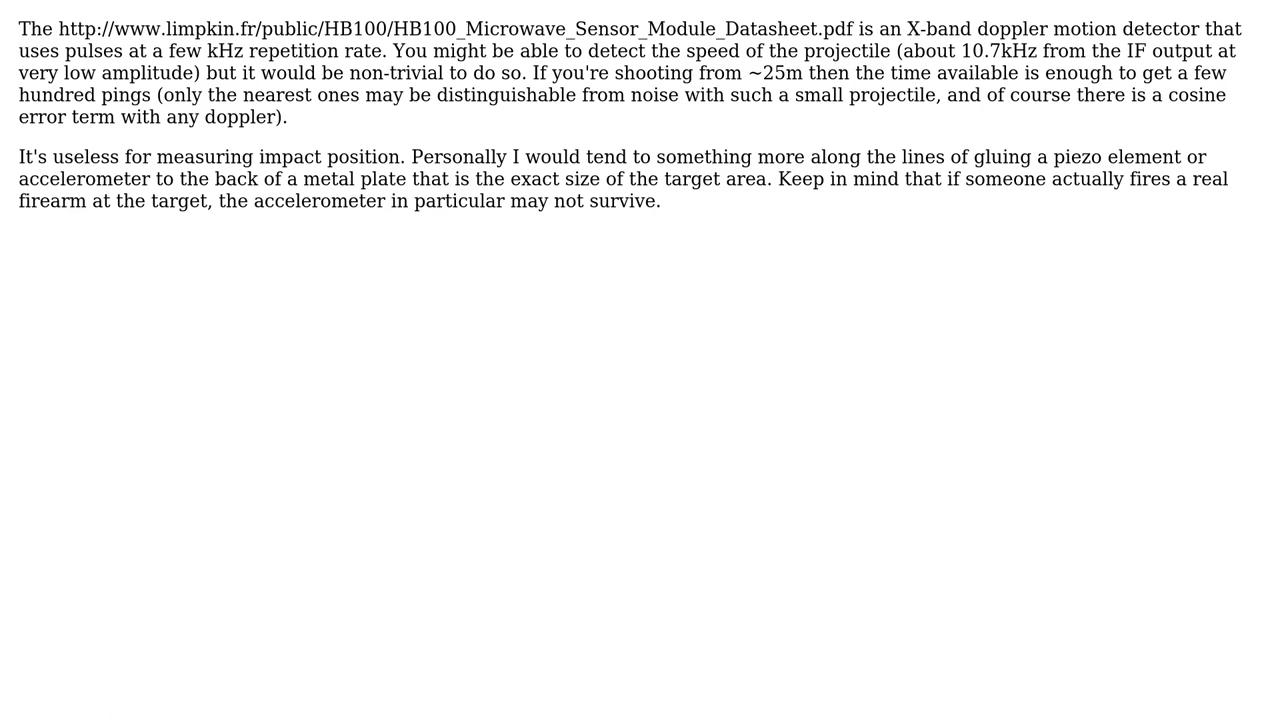 The http://www.limpkin.fr/public/HB100/HB100_Microwave_Sensor_Module_Datasheet.pdf is an X-band doppler motion detector that
uses pulses at a few kHz repetition rate. You might be able to detect the speed of the projectile (about 10.7kHz from the IF output at
very low amplitude) but it would be non-trivial to do so. If you're shooting from ~25m then the time available is enough to get a few
hundred pings (only the nearest ones may be distinguishable from noise with such a small projectile, and of course there is a cosine
error term with any doppler).
It's useless for measuring impact position. Personally I would tend to something more along the lines of gluing a piezo element or
accelerometer to the back of a metal plate that is the exact size of the target area. Keep in mind that if someone actually fires a real
firearm at the target, the accelerometer in particular may not survive.